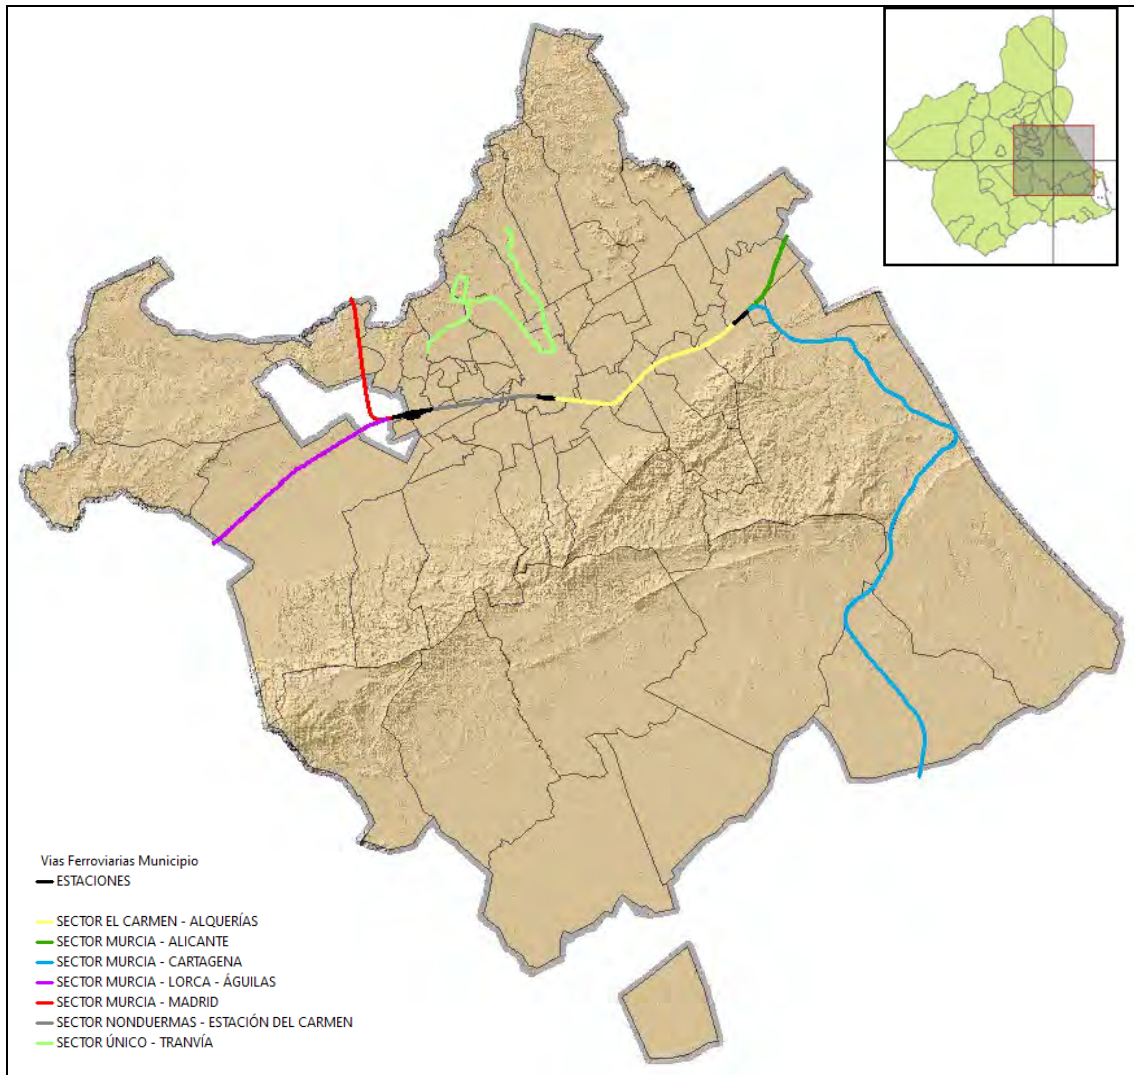 Vias Ferroviarias Municipio
ESTACIONES
SECTOR EL CARMEN - ALQUERÍAS
SECTOR MURCIA - ALICANTE
SECTOR MURCIA - CARTAGENA
SECTOR MURCIA - LORCA - ÁGUILAS
SECTOR MURCIA - MADRID
SECTOR NONDUERMAS - ESTACIÓN DEL CARMEN
SECTOR ÚNICO - TRANVÍA